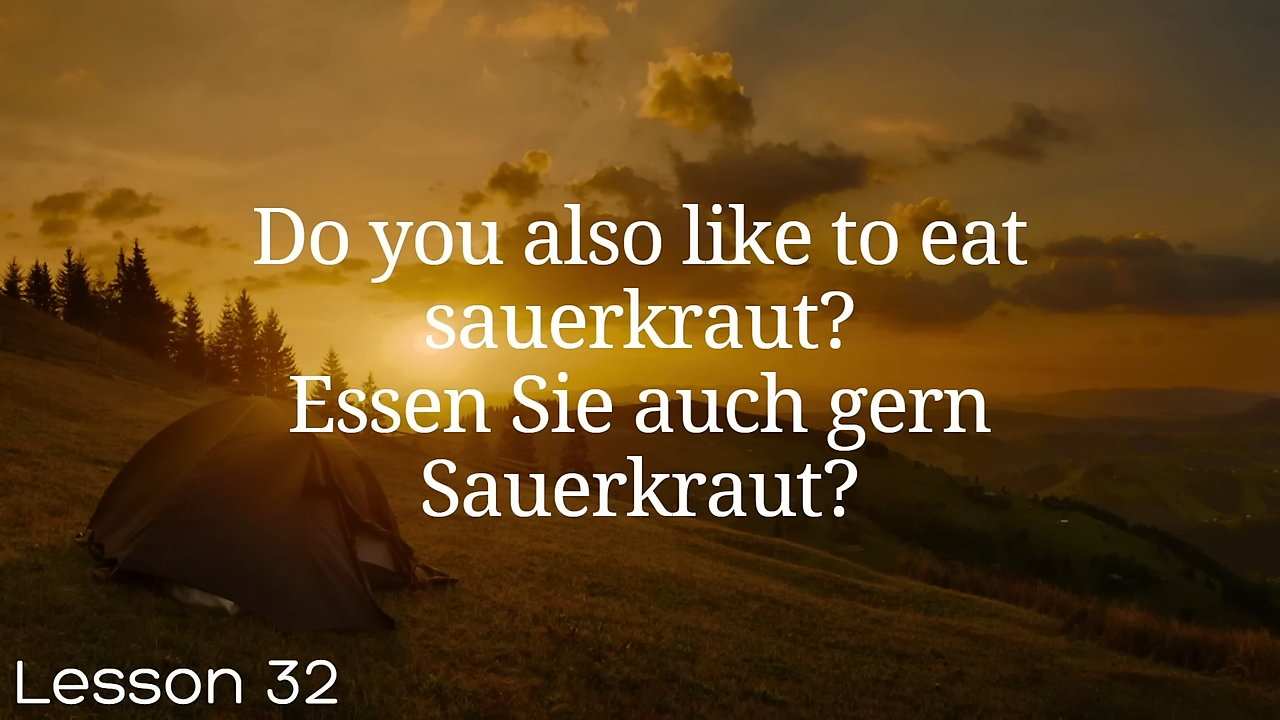 Do you also like to eat
sauerkraut?
Essen Sie auch gern
Sauerkraut?
Lesson 32